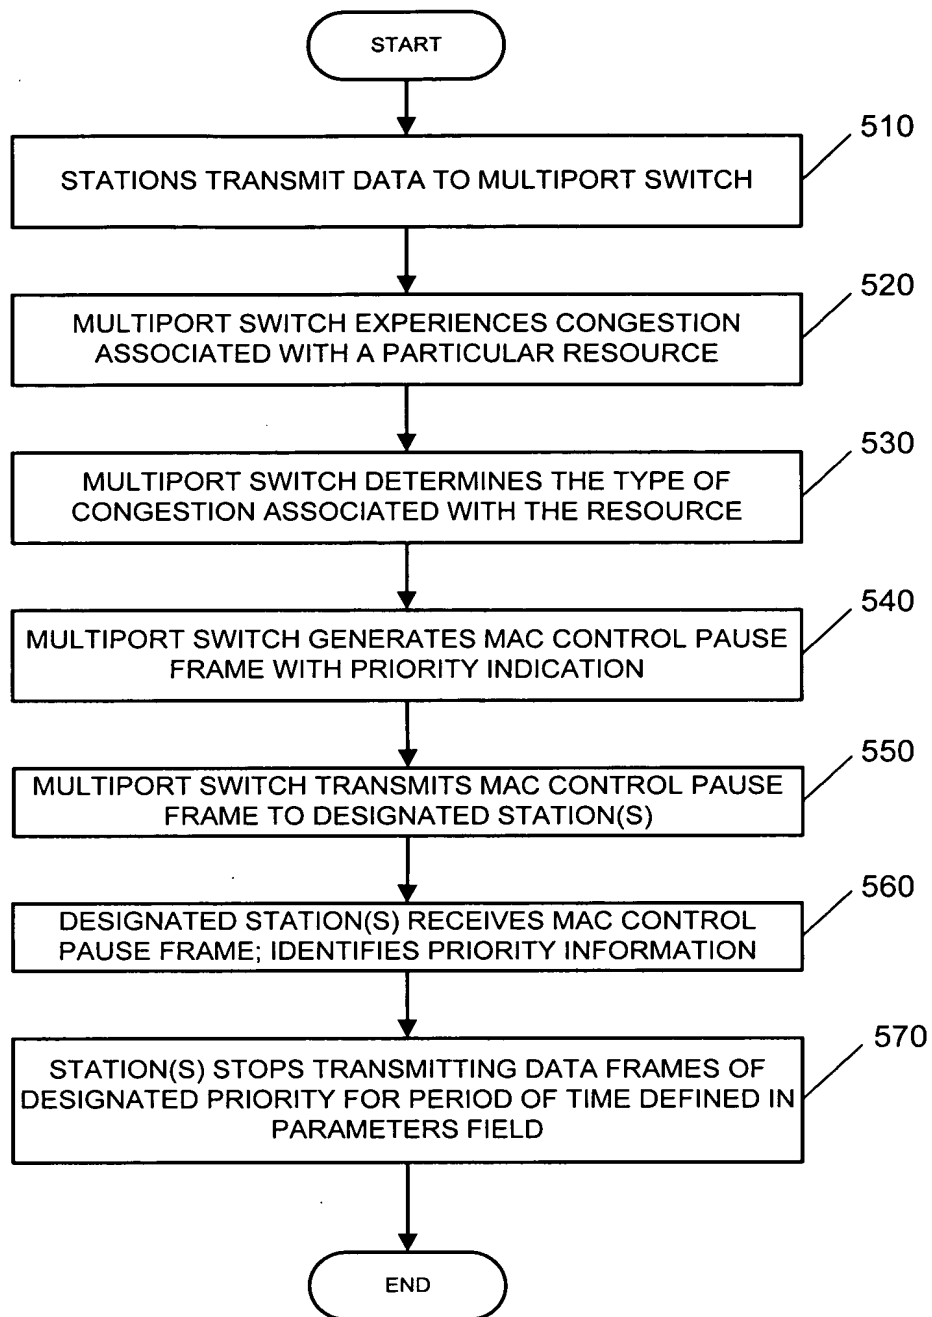 START
510
STATIONS TRANSMIT DATA TO MULTIPORT SWITCH
520
MULTIPORT SWITCH EXPERIENCES CONGESTION
ASSOCIATED WITH A PARTICULAR RESOURCE
530
MULTIPORT SWITCH DETERMINES THE TYPE OF
CONGESTION ASSOCIATED WITH THE RESOURCE
540
MULTIPORT SWITCH GENERATES MAC CONTROL PAUSE
FRAME WITH PRIORITY INDICATION
550
MULTIPORT SWITCH TRANSMITS MAC CONTROL PAUSE
FRAME TO DESIGNATED STATION(S)
560
DESIGNATED STATION(S) RECEIVES MAC CONTROL
PAUSE FRAME; IDENTIFIES PRIORITY INFORMATION
570
STATION(S) STOPS TRANSMITTING DATA FRAMES OF
DESIGNATED PRIORITY FOR PERIOD OF TIME DEFINED IN
PARAMETERS FIELD
END